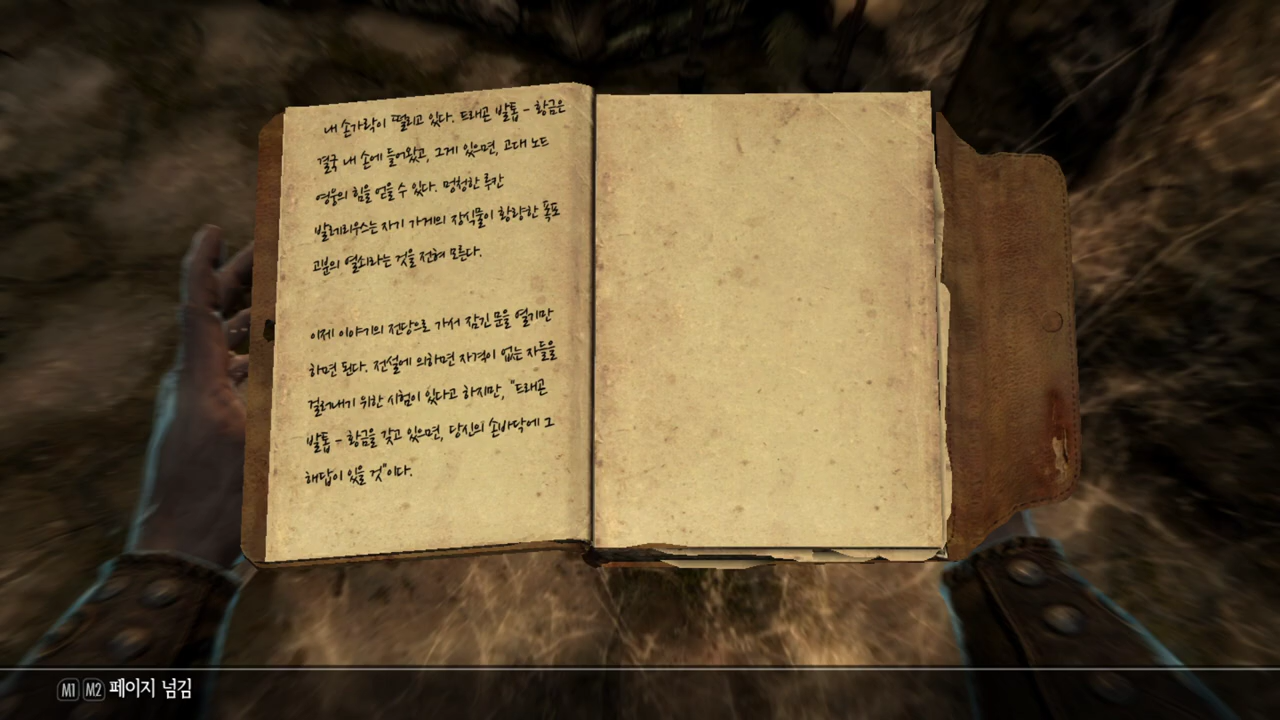 내 손가락이 떨리고 있다. 드래곤 발톱 - 황금은
결국 내 손에 들어왔고, 그게 있으면, 고대 노드
영웅의 힘을 얻을 수 있다. 멍청한 루칸
발레리우스는 자기 가게의 장식물이 황량한 폭포
고분의 열쇠라는 것을 전혀 모른다.
이제 이야기의 전당으로 가서 잠긴 문을 열기만
하면 된다. 전설에 의하면 자격이 없는 자들을
걸러내기 위한 시험이 있다고 하지만, "드래곤
발톱 - 황금을 갖고 있으면, 당신의 손바닥에 그
해답이 있을 것"이다.
M1 M2 페이지 넘김